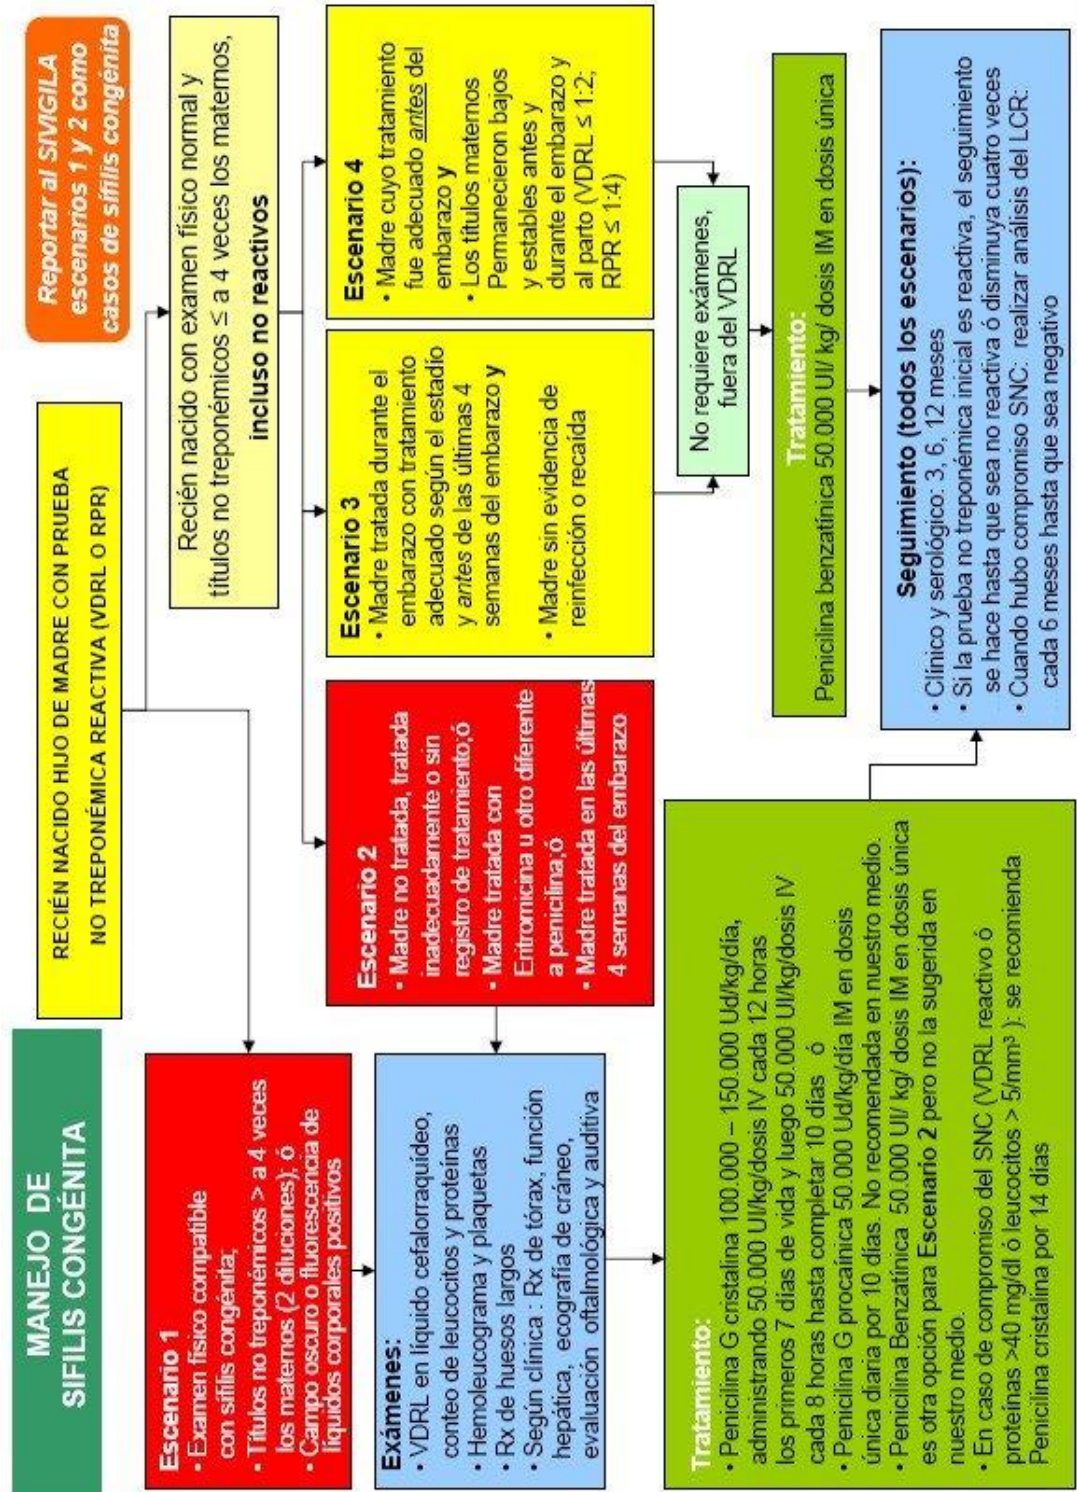 MANEJO DE
SÍFILIS CONGÉNITA
RECIÉN NACIDO HIJO DE MADRE CON PRUEBA
NO TREPONÉMICA REACTIVA (VDRL O RPR)
Reportar al SIVIGILA
escenarios 1 y 2 como
casos de sífilis congénita
Escenario 1
• Examen físico compatible
con sífilis congénita;
• Títulos no treponémicos > a 4 veces
los maternos (2 diluciones); ó
• Campo oscuro o fluorescencia de
líquidos corporales positivos
Recién nacido con examen físico normal y
títulos no treponémicos ≤ a 4 veces los maternos,
incluso no reactivos
Escenario 2
• Madre no tratada, tratada
inadecuadamente o sin
registro de tratamiento;ó
• Madre tratada con
Eritromicina u otro diferente
a penicilina;ó
• Madre tratada en las últimas
4 semanas del embarazo
Escenario 3
• Madre tratada durante el
embarazo con tratamiento
adecuado según el estadio
y antes de las últimas 4
semanas del embarazo y
• Madre sin evidencia de
reinfección o recaída
Escenario 4
• Madre cuyo tratamiento
fue adecuado antes del
embarazo y
• Los títulos maternos
Permanecieron bajos
y estables antes y
durante el embarazo y
al parto (VDRL ≤ 1:2;
RPR ≤ 1:4)
Exámenes:
• VDRL en líquido cefalorraquídeo,
conteo de leucocitos y proteínas
• Hemoleucograma y plaquetas
• Rx de huesos largos
• Según clínica : Rx de tórax, función
hepática, ecografía de cráneo,
evaluación oftalmológica y auditiva
No requiere exámenes,
fuera del VDRL
Tratamiento:
• Penicilina G cristalina 100.000 – 150.000 Ud/kg/día,
administrando 50.000 UI/kg/dosis IV cada 12 horas
los primeros 7 días de vida y luego 50.000 UI/kg/dosis IV
cada 8 horas hasta completar 10 días ó
• Penicilina G procaínica 50.000 Ud/kg/día IM en dosis
única diaria por 10 días. No recomendada en nuestro medio.
• Penicilina Benzatínica 50.000 UI/ kg/ dosis IM en dosis única
es otra opción para Escenario 2 pero no la sugerida en
nuestro medio.
• En caso de compromiso del SNC (VDRL reactivo ó
proteínas >40 mg/dl ó leucocitos > 5/mm³ ): se recomienda
Penicilina cristalina por 14 días
Tratamiento:
Penicilina benzatínica 50.000 UI/ kg/ dosis IM en dosis única
Seguimiento (todos los escenarios):
• Clínico y serológico: 3, 6, 12 meses
• Si la prueba no treponémica inicial es reactiva, el seguimiento
se hace hasta que sea no reactiva ó disminuya cuatro veces
• Cuando hubo compromiso SNC: realizar análisis del LCR:
cada 6 meses hasta que sea negativo